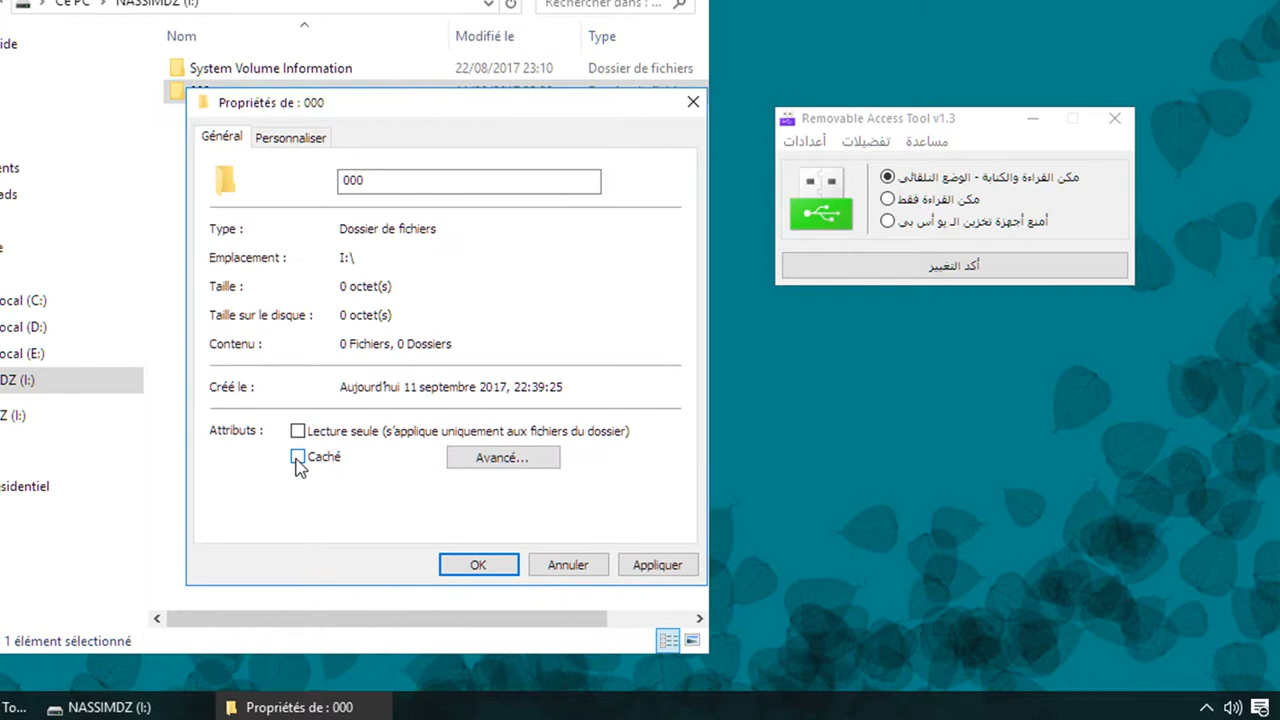 Ce PC
NASSIMDZ (I:)
Rechercher dans : ...
Nom
Modifié le
Type
System Volume Information
22/08/2017 23:10
Dossier de fichiers
ide
ents
ads
e
ocal (C:)
ocal (D:)
ocal (E:)
DZ (I:)
Z (I:)
sidentiel
Propriétés de : 000
Général
Personnaliser
000
Type :
Dossier de fichiers
Emplacement :
I:\
Taille :
0 octet(s)
Taille sur le disque :
0 octet(s)
Contenu :
0 Fichiers, 0 Dossiers
Créé le :
Aujourd'hui 11 septembre 2017, 22:39:25
Attributs :
Lecture seule (s'applique uniquement aux fichiers du dossier)
Caché
Avancé...
OK
Annuler
Appliquer
1 élément sélectionné
Removable Access Tool v1.3
أعدادات
تفضيلات
مساعدة
مكن القراءة والكتابة - الوضع التلقائي
مكن القراءة فقط
أمنع أجهزة تخزين الـ يو أس بي
أكد التغيير
To...
NASSIMDZ (I:)
Propriétés de : 000